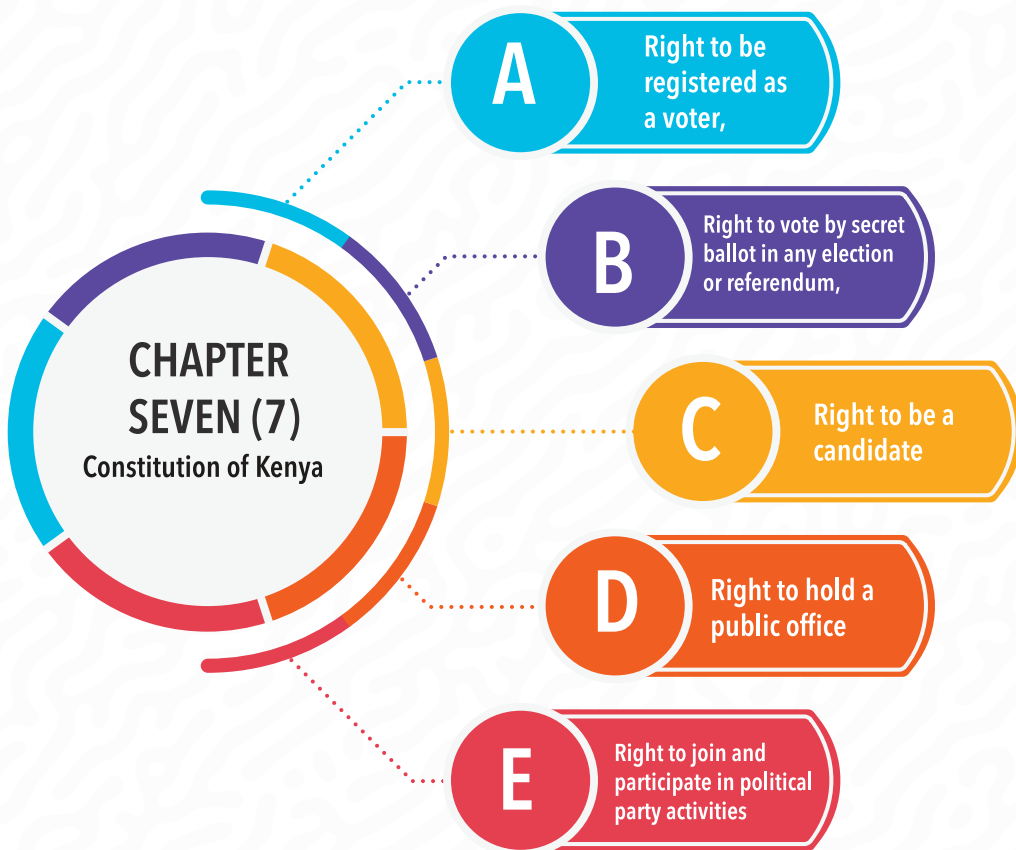 CHAPTER
SEVEN (7)
Constitution of Kenya
A
Right to be
registered as
a voter,
B
Right to vote by secret
ballot in any election
or referendum,
C
Right to be a
candidate
D
Right to hold a
public office
E
Right to join and
participate in political
party activities